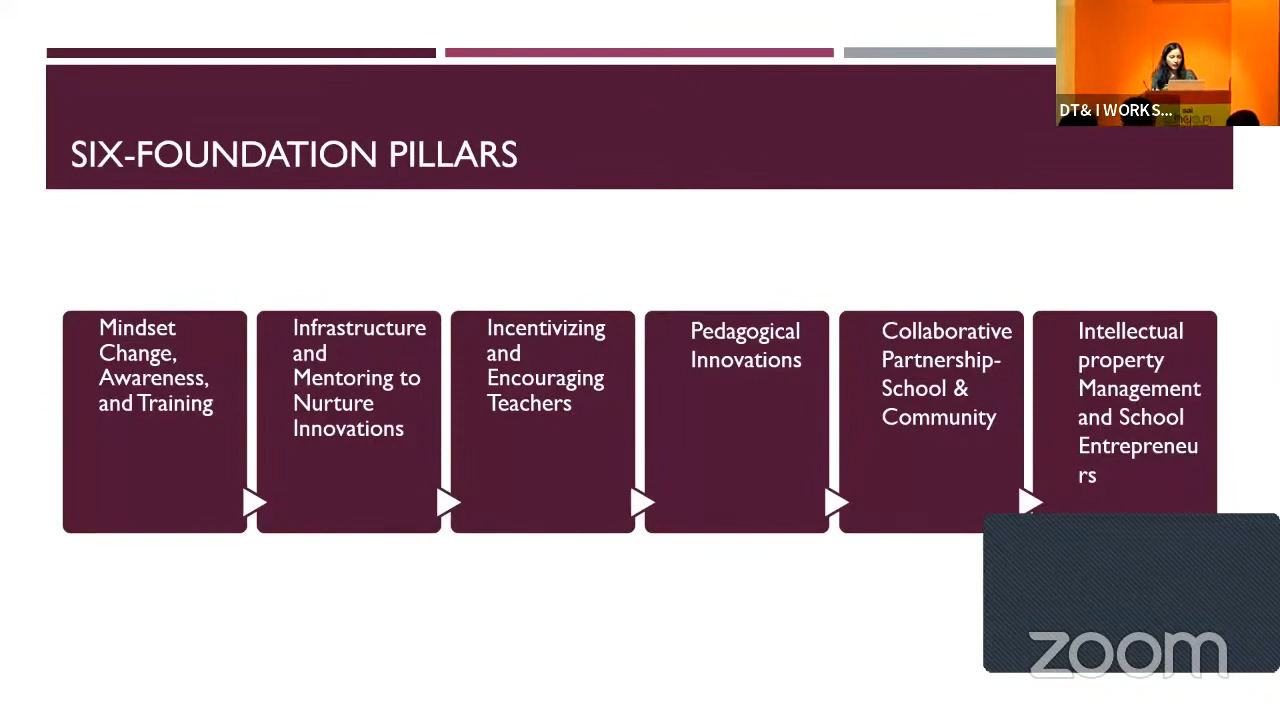 DT& I WORKS...
SIX-FOUNDATION PILLARS
Mindset
Change,
Awareness,
and Training
Infrastructure
and
Mentoring to
Nurture
Innovations
Incentivizing
and
Encouraging
Teachers
Pedagogical
Innovations
Collaborative
Partnership-
School &
Community
Intellectual
property
Management
and School
Entrepreneu
rs
zoom